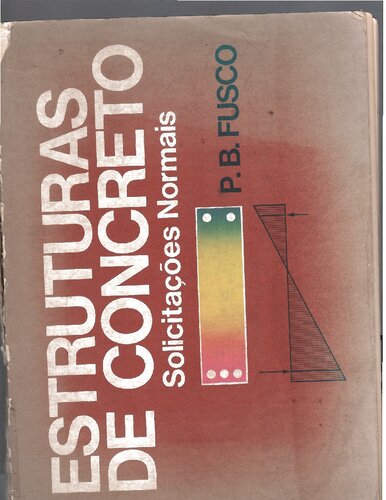 ESTRUTURAS
DE CONCRETO
Solicitações Normais
P. B. FUSCO